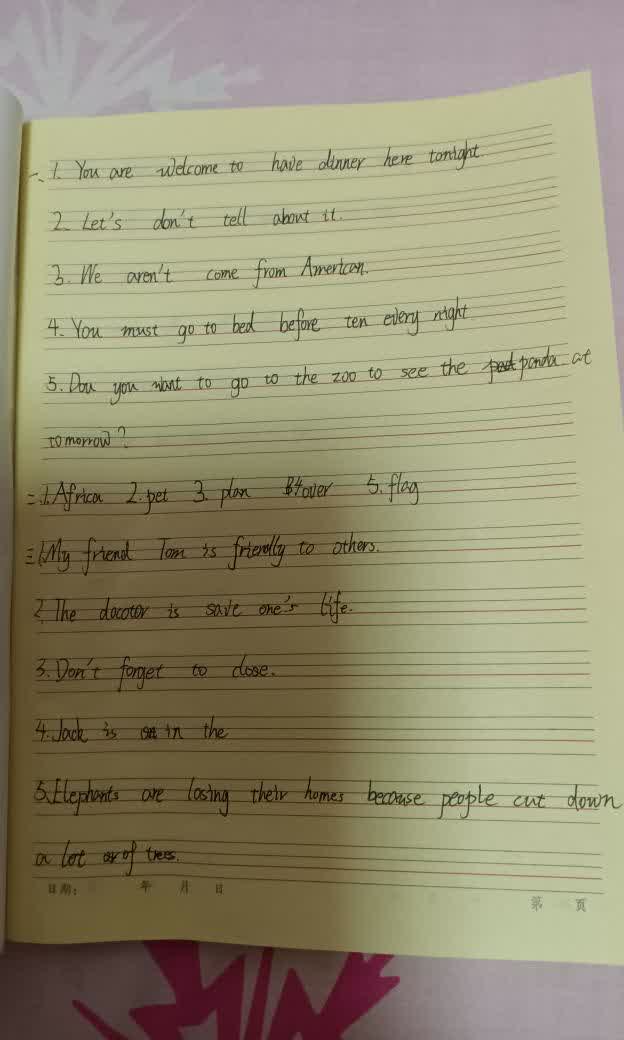 一、1. You are welcome to have dinner here tonight.
2. Let's don't tell about it.
3. We aren't come from American.
4. You must go to bed before ten every night
5. Dou you want to go to the zoo to see the panda at
tomorrow?
二、1. Africa 2. pet 3. plan 4 over 5. flag
三、1. My friend Tom is friendly to others.
2. The docotor is save one's life.
3. Don't forget to close.
4. Jack is in the
5. Elephants are losing their homes because people cut down
a lot of trees.
日期: 年 月 日
第 页